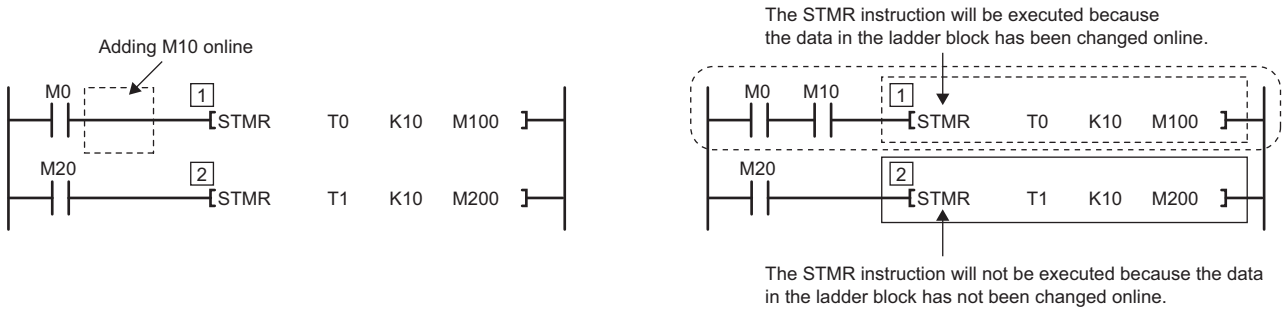 Adding M10 online
M0
1
STMR T0 K10 M100
M20
2
STMR T1 K10 M200
The STMR instruction will be executed because
the data in the ladder block has been changed online.
M0 M10
1
STMR T0 K10 M100
M20
2
STMR T1 K10 M200
The STMR instruction will not be executed because the data
in the ladder block has not been changed online.